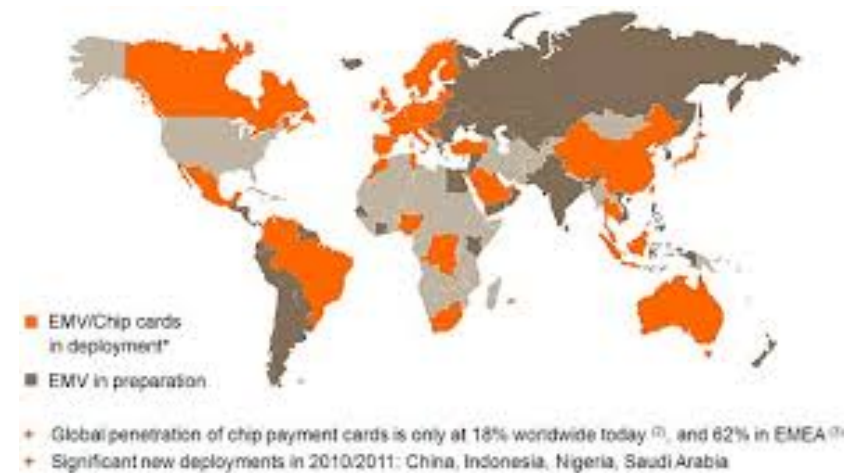 EMV/Chip cards
in deployment*
EMV in preparation
+ Global penetration of chip payment cards is only at 18% worldwide today (2), and 62% in EMEA
+ Significant new deployments in 2010/2011: China, Indonesia, Nigeria, Saudi Arabia